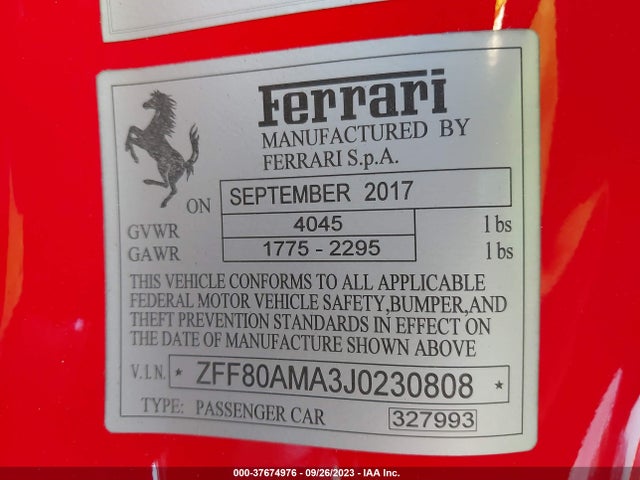 Ferrari
MANUFACTURED BY
FERRARI S.p.A.
ON SEPTEMBER 2017
GVWR 4045 lbs
GAWR 1775 - 2295 lbs
THIS VEHICLE CONFORMS TO ALL APPLICABLE
FEDERAL MOTOR VEHICLE SAFETY,BUMPER,AND
THEFT PREVENTION STANDARDS IN EFFECT ON
THE DATE OF MANUFACTURE SHOWN ABOVE
V.I.N. * ZFF80AMA3J0230808 *
TYPE: PASSENGER CAR 327993
000-37674976 - 09/26/2023 - IAA Inc.